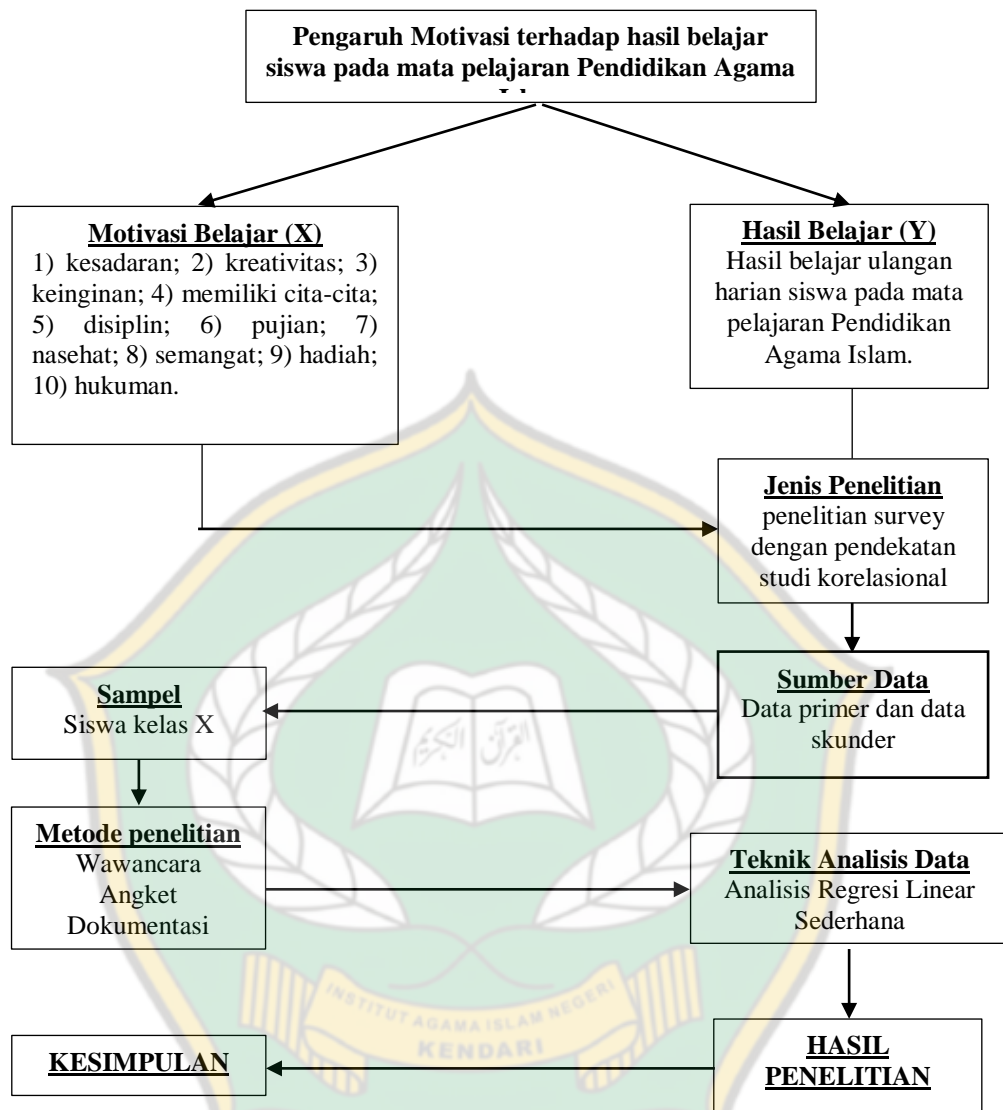 Pengaruh Motivasi terhadap hasil belajar
siswa pada mata pelajaran Pendidikan Agama
Motivasi Belajar (X)
1) kesadaran; 2) kreativitas; 3)
keinginan; 4) memiliki cita-cita;
5) disiplin; 6) pujian; 7)
nasehat; 8) semangat; 9) hadiah;
10) hukuman.
Hasil Belajar (Y)
Hasil belajar ulangan
harian siswa pada mata
pelajaran Pendidikan
Agama Islam.
Jenis Penelitian
penelitian survey
dengan pendekatan
studi korelasional
Sumber Data
Data primer dan data
skunder
Sampel
Siswa kelas X
القرآن الكريم
Metode penelitian
Wawancara
Angket
Dokumentasi
Teknik Analisis Data
Analisis Regresi Linear
Sederhana
INSTITUT AGAMA ISLAM NEGERI
KENDARI
HASIL
PENELITIAN
KESIMPULAN